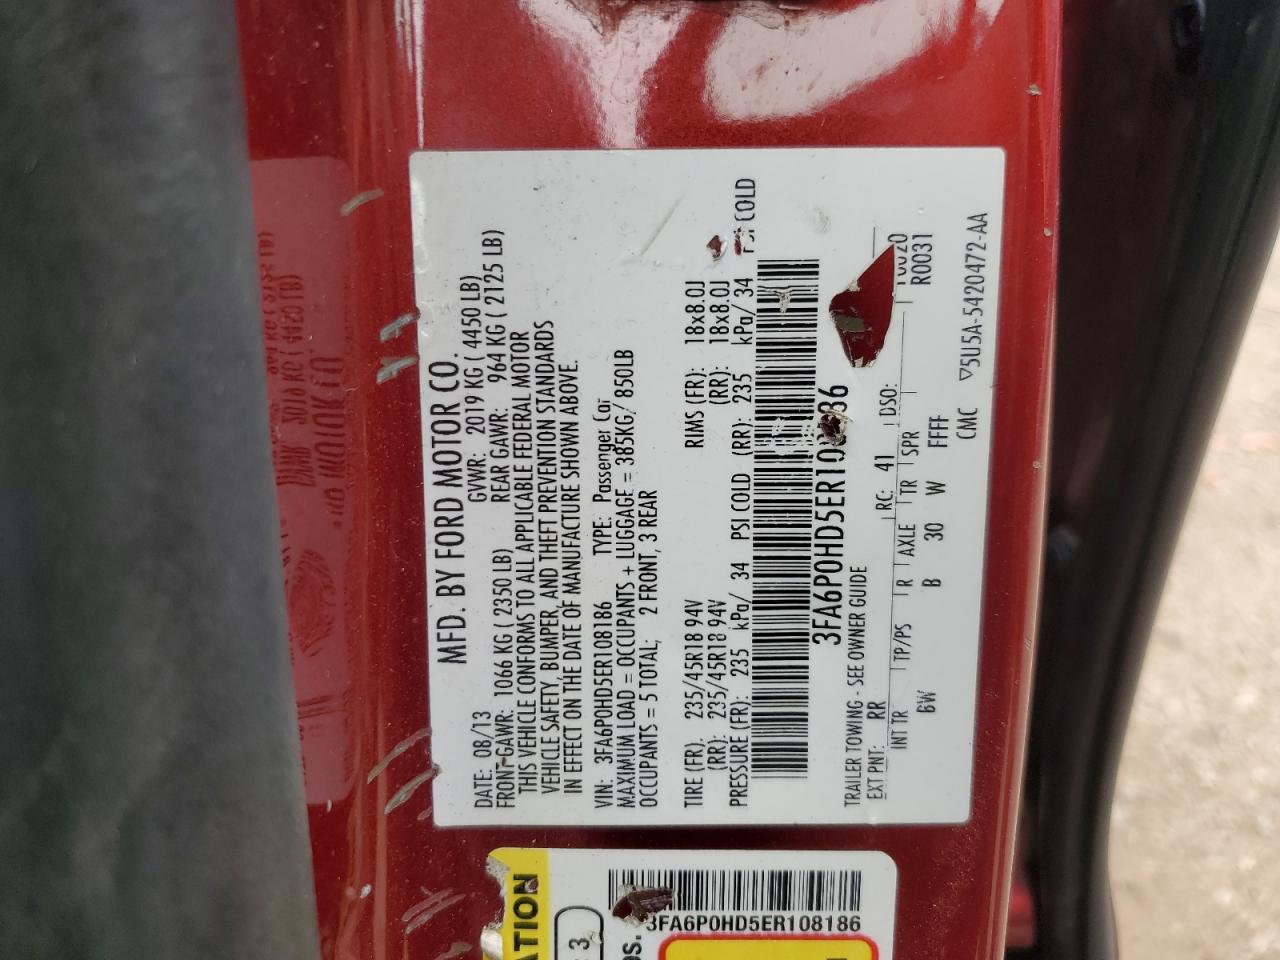 MFD. BY FORD MOTOR CO.
DATE: 08/13 GVWR: 2019 KG ( 4450 LB)
FRONT GAWR: 1066 KG ( 2350 LB) REAR GAWR: 964 KG ( 2125 LB)
THIS VEHICLE CONFORMS TO ALL APPLICABLE FEDERAL MOTOR
VEHICLE SAFETY, BUMPER, AND THEFT PREVENTION STANDARDS
IN EFFECT ON THE DATE OF MANUFACTURE SHOWN ABOVE.
VIN: 3FA6P0HD5ER108186 TYPE: Passenger Car
MAXIMUM LOAD = OCCUPANTS + LUGGAGE = 385KG/ 850LB
OCCUPANTS = 5 TOTAL; 2 FRONT, 3 REAR
TIRE (FR): 235/45R18 94V RIMS (FR): 18x8.0J
(RR): 235/45R18 94V (RR): 18x8.0J
PRESSURE (FR): 235 kPa/ 34 PSI COLD (RR): 235 kPa/ 34 PSI COLD
3FA6P0HD5ER108186
TRAILER TOWING - SEE OWNER GUIDE
EXT PNT: RR RC: 41 DSO:
INT TR TP/PS R AXLE TR SPR
BW B 30 W FFFF R0031
CMC ▽5U5A-5420472-AA
ATION
3
3FA6P0HD5ER108186